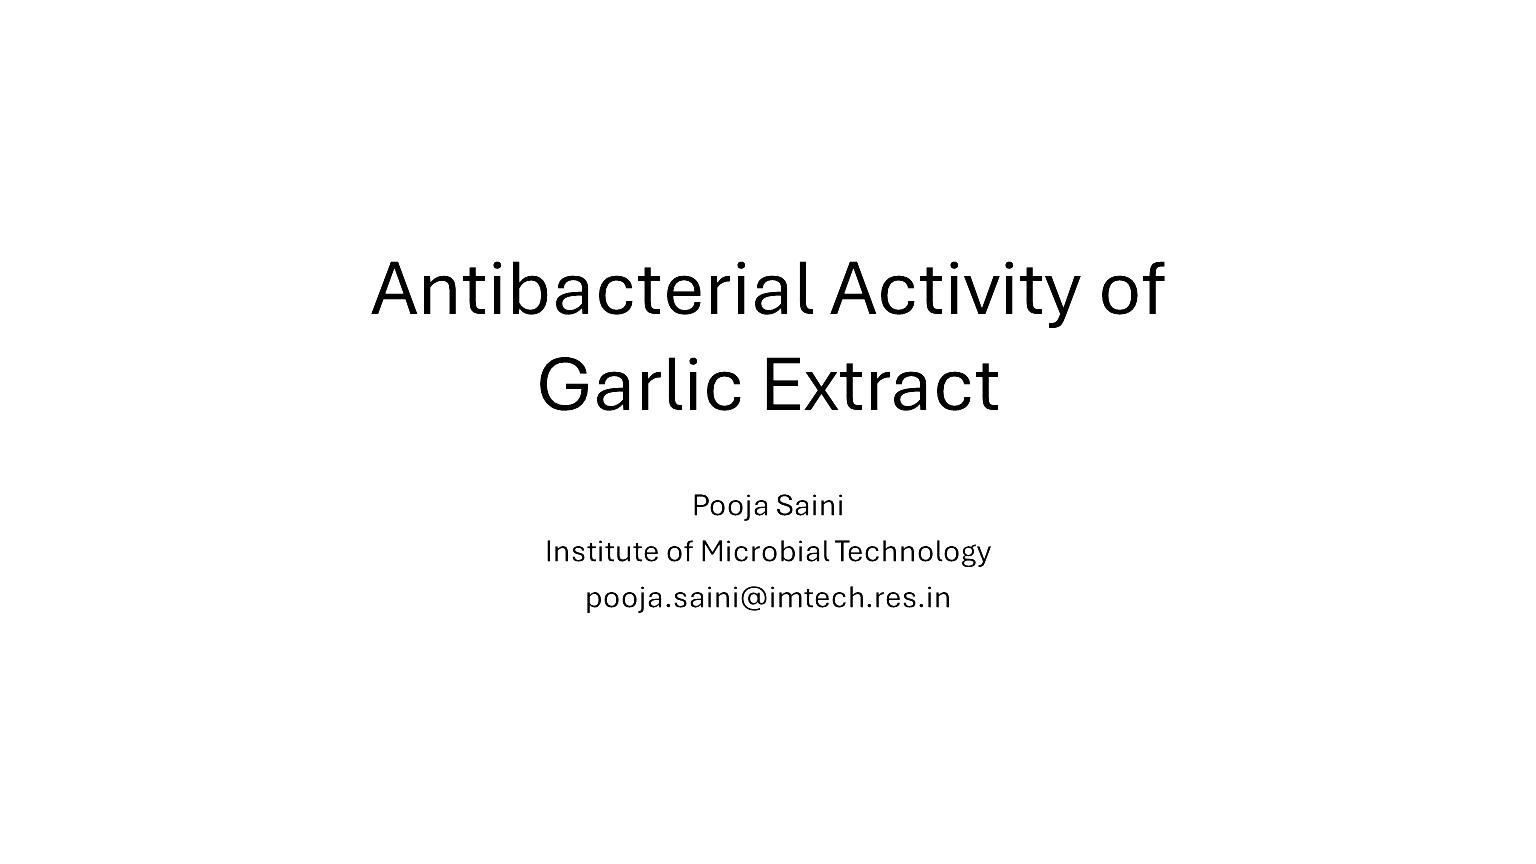 Antibacterial Activity of
Garlic Extract
Pooja Saini
Institute of Microbial Technology
pooja.saini@imtech.res.in